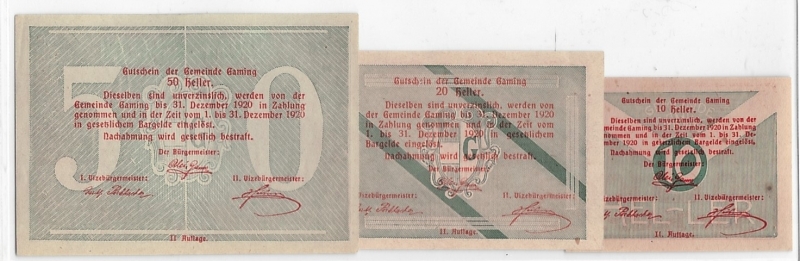 50
Gutschein der Gemeinde Gaming
50 Heller.
Dieselben sind unverzinslich, werden von der
Gemeinde Gaming bis 31. Dezember 1920 in Zahlung
genommen und in der Zeit vom 1. bis 31. Dezember 1920
in gesetzlichem Bargelde eingelöst.
Nachahmung wird gesetzlich bestraft.
Der Bürgermeister:
I. Vizebürgermeister:
II. Vizebürgermeister:
II. Auflage.
Gutschein der Gemeinde Gaming
20 Heller.
Dieselben sind unverzinslich, werden von der
Gemeinde Gaming bis 31. Dezember 1920 in Zahlung
genommen und in der Zeit vom
1. bis 31. Dezember 1920 in gesetzlichem
Bargelde eingelöst.
Nachahmung wird gesetzlich bestraft.
G
Der Bürgermeister:
I. Vizebürgermeister:
II. Vizebürgermeister:
II. Auflage.
Gutschein der Gemeinde Gaming
10 Heller.
Dieselben sind unverzinslich, werden von der
Gemeinde Gaming bis 31. Dezember 1920 in Zahlung
genommen und in der Zeit vom 1. bis 31. De-
zember 1920 in gesetzlichem Bargelde eingelöst.
Nachahmung wird gesetzlich bestraft.
10
Der Bürgermeister:
I. Vizebürgermeister:
II. Vizebürgermeister:
II. Auflage.